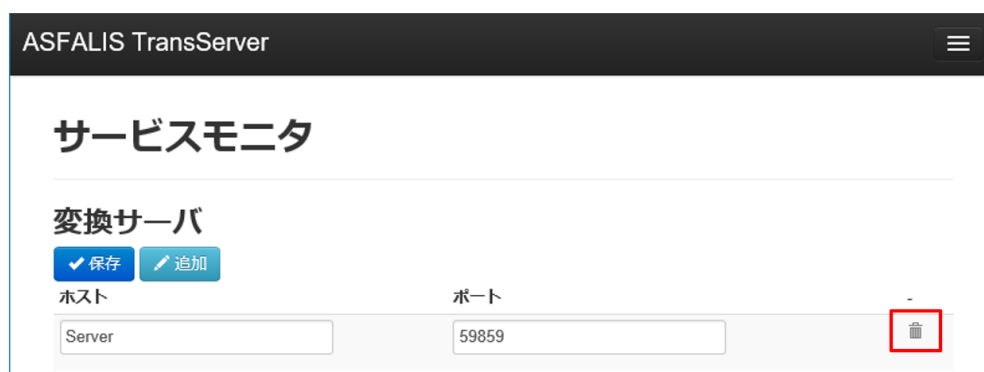 ASFALIS TransServer
サービスモニタ
変換サーバ
保存 追加
ホスト ポート -
Server 59859